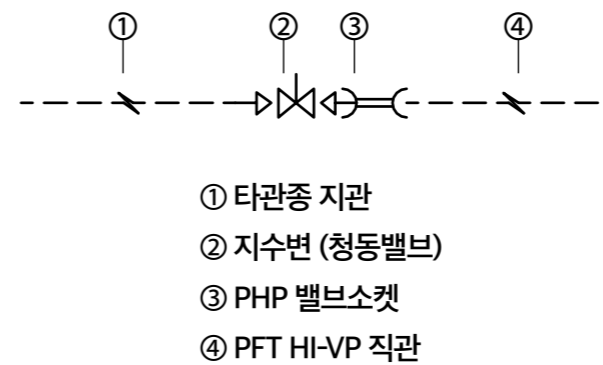 ① ② ③ ④
① 타관종 지관
② 지수변 (청동밸브)
③ PHP 밸브소켓
④ PFT HI-VP 직관